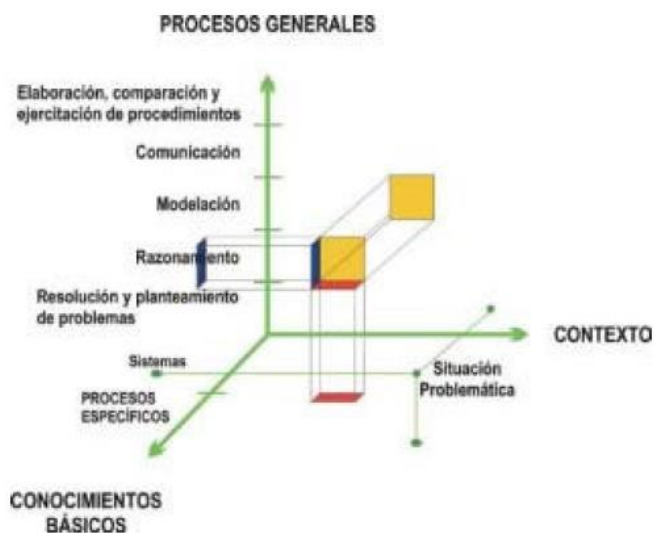 PROCESOS GENERALES
Elaboración, comparación y
ejercitación de procedimientos
Comunicación
Modelación
Razonamiento
Resolución y planteamiento
de problemas
CONTEXTO
Sistemas
Situación
Problemática
PROCESOS
ESPECÍFICOS
CONOCIMIENTOS
BÁSICOS